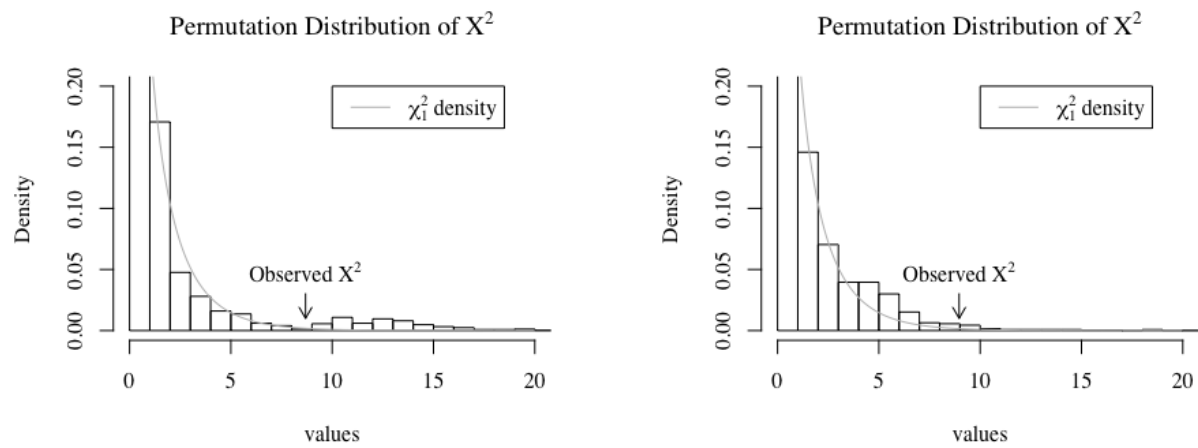 Permutation Distribution of X²
Density
0.00 0.05 0.10 0.15 0.20
χ²₁ density
Observed X²
0 5 10 15 20
values
Permutation Distribution of X²
Density
0.00 0.05 0.10 0.15 0.20
χ²₁ density
Observed X²
0 5 10 15 20
values